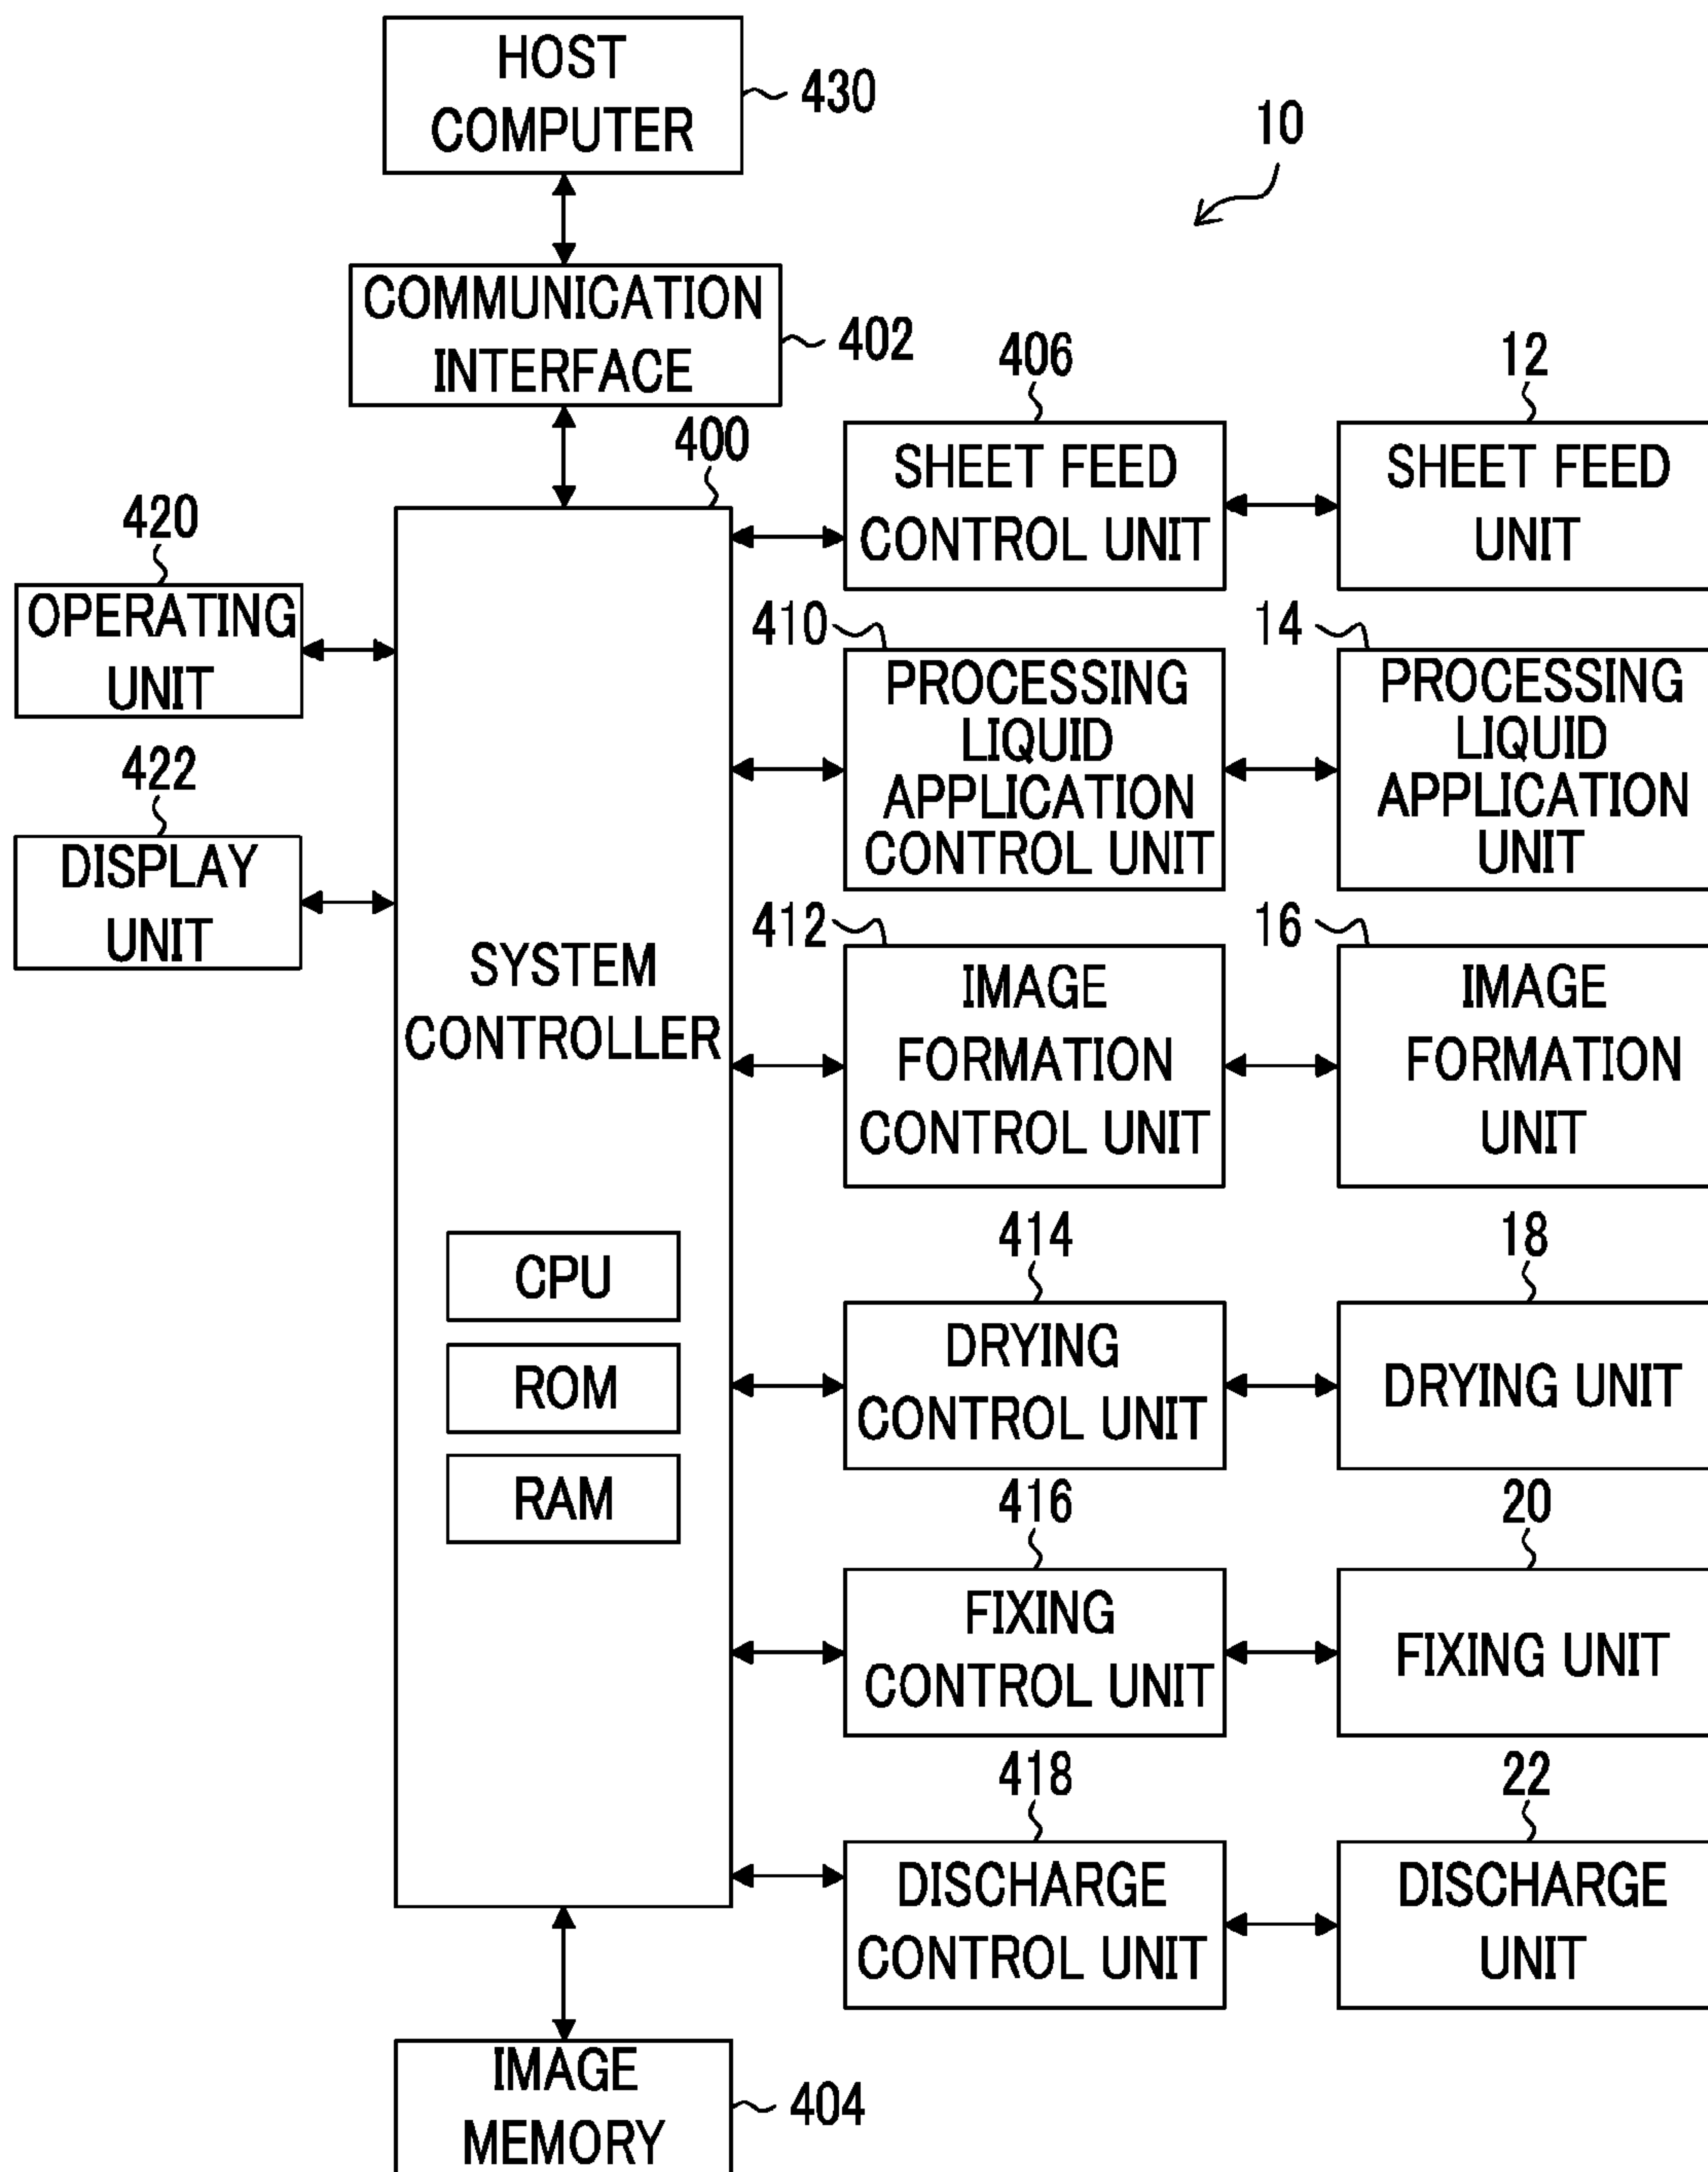 HOST
COMPUTER
430
10
COMMUNICATION
INTERFACE
402
400
420
OPERATING
UNIT
422
DISPLAY
UNIT
SYSTEM
CONTROLLER
CPU
ROM
RAM
406
SHEET FEED
CONTROL UNIT
12
SHEET FEED
UNIT
410
PROCESSING
LIQUID
APPLICATION
CONTROL UNIT
14
PROCESSING
LIQUID
APPLICATION
UNIT
412
IMAGE
FORMATION
CONTROL UNIT
16
IMAGE
FORMATION
UNIT
414
DRYING
CONTROL UNIT
18
DRYING UNIT
416
FIXING
CONTROL UNIT
20
FIXING UNIT
418
DISCHARGE
CONTROL UNIT
22
DISCHARGE
UNIT
IMAGE
MEMORY
404